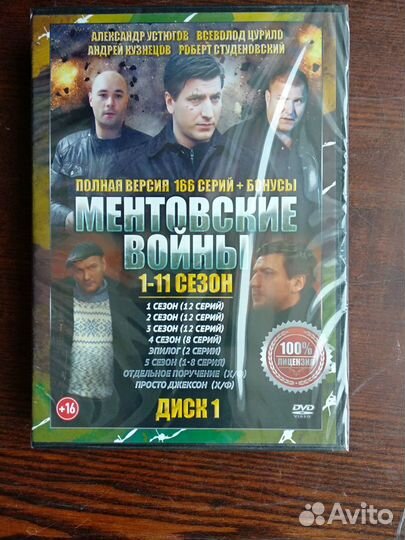 АЛЕКСАНДР УСТЮГОВ ВСЕВОЛОД ЦУРИЛО
АНДРЕЙ КУЗНЕЦОВ РОБЕРТ СТУДЕНОВСКИЙ
ПОЛНАЯ ВЕРСИЯ 166 СЕРИЙ + БОНУСЫ
МЕНТОВСКИЕ
ВОЙНЫ
1-11 СЕЗОН
1 СЕЗОН (12 СЕРИЙ)
2 СЕЗОН (12 СЕРИЙ)
3 СЕЗОН (12 СЕРИЙ)
4 СЕЗОН (8 СЕРИЙ)
ЭПИЛОГ (2 СЕРИИ)
5 СЕЗОН (1-8 СЕРИЯ)
ОТДЕЛЬНОЕ ПОРУЧЕНИЕ (Х/Ф)
ПРОСТО ДЖЕКСОН (Х/Ф)
100%
ЛИЦЕНЗИЯ
ДИСК 1
+16
DVD
VIDEO
Avito